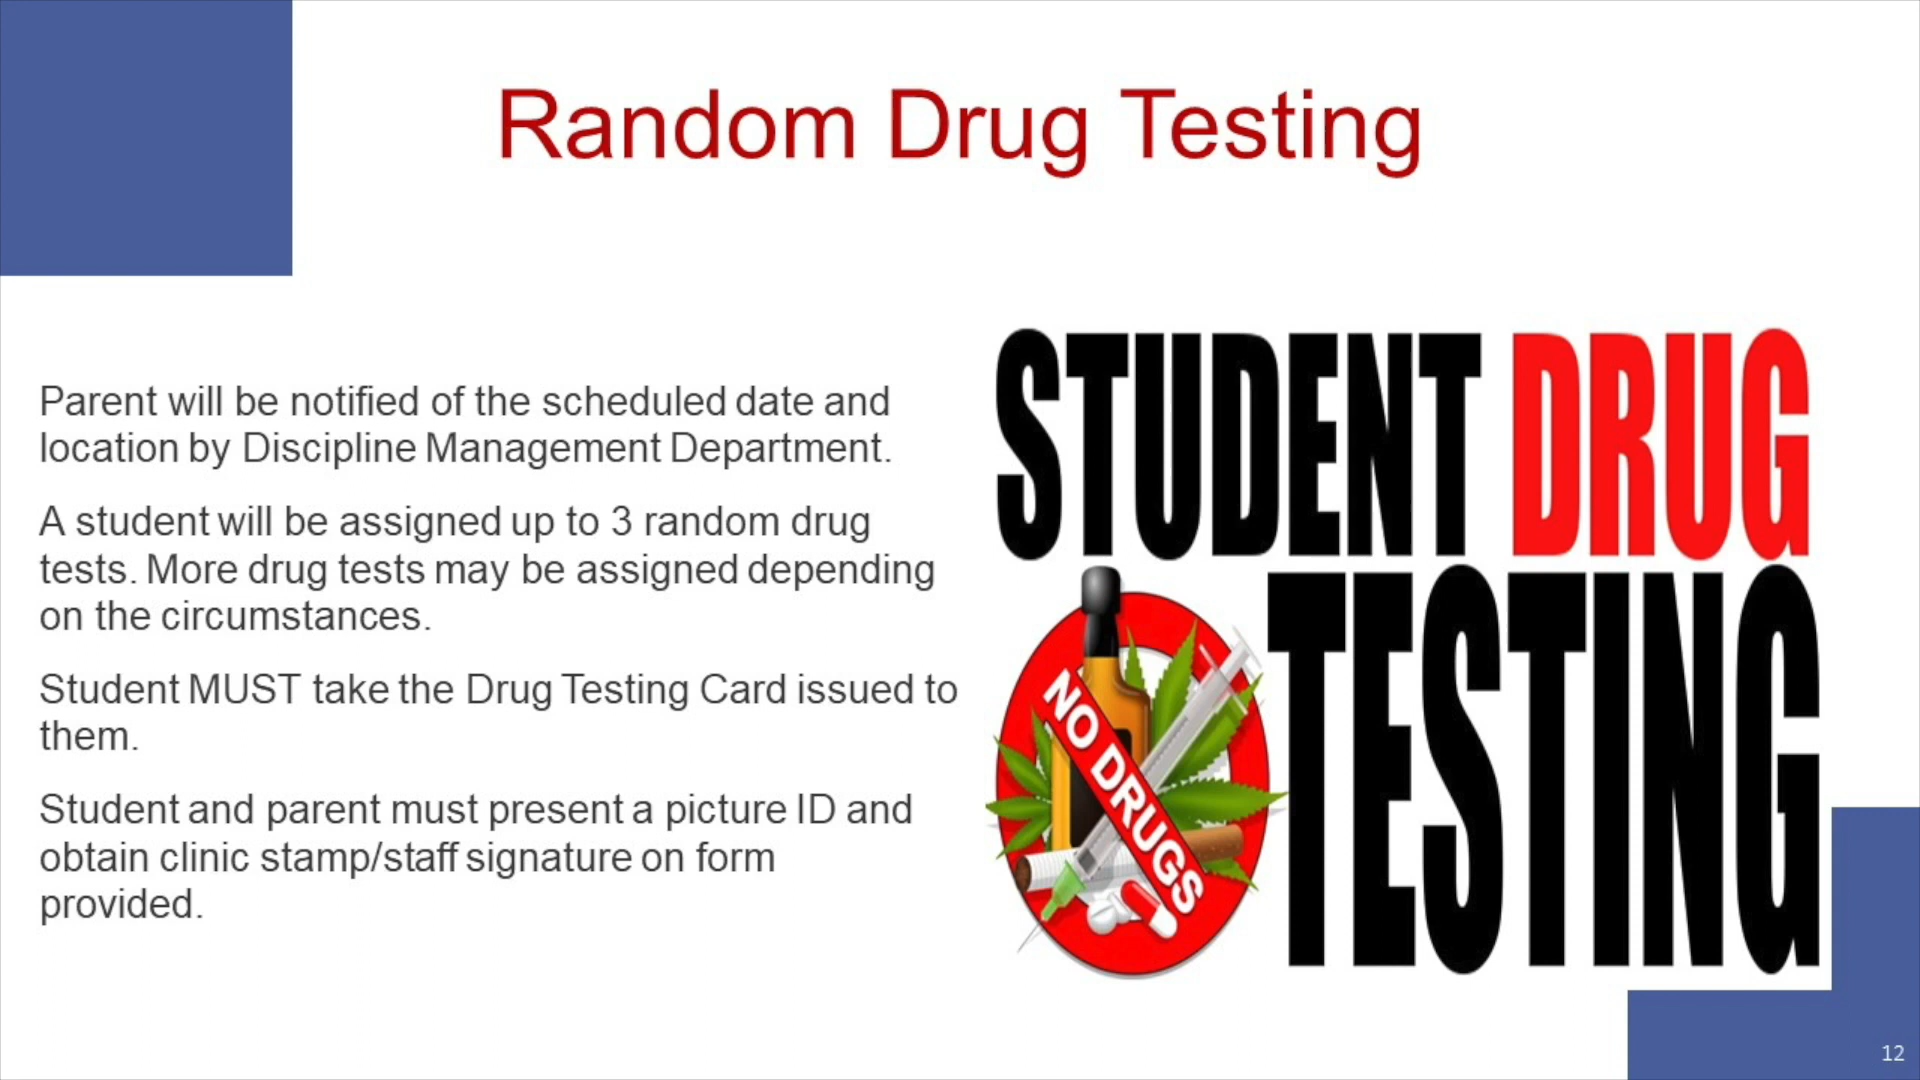 Random Drug Testing
Parent will be notified of the scheduled date and
location by Discipline Management Department.
A student will be assigned up to 3 random drug
tests. More drug tests may be assigned depending
on the circumstances.
Student MUST take the Drug Testing Card issued to
them.
Student and parent must present a picture ID and
obtain clinic stamp/staff signature on form
provided.
STUDENT DRUG
TESTING
NO DRUGS
12